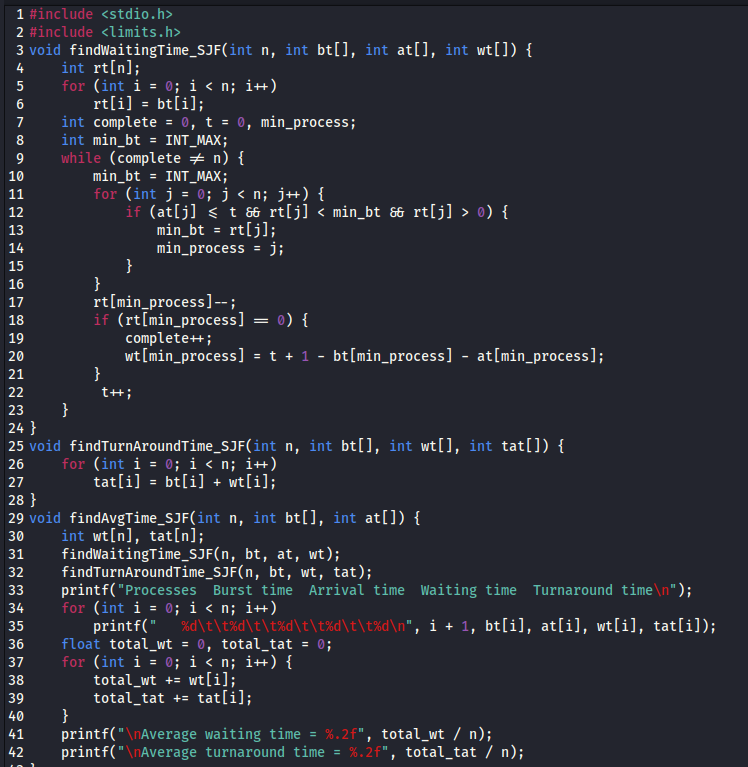 1 #include <stdio.h>
2 #include <limits.h>
3 void findWaitingTime_SJF(int n, int bt[], int at[], int wt[]) {
4     int rt[n];
5     for (int i = 0; i < n; i++)
6         rt[i] = bt[i];
7     int complete = 0, t = 0, min_process;
8     int min_bt = INT_MAX;
9     while (complete != n) {
10         min_bt = INT_MAX;
11         for (int j = 0; j < n; j++) {
12             if (at[j] <= t && rt[j] < min_bt && rt[j] > 0) {
13                 min_bt = rt[j];
14                 min_process = j;
15             }
16         }
17         rt[min_process]--;
18         if (rt[min_process] == 0) {
19             complete++;
20             wt[min_process] = t + 1 - bt[min_process] - at[min_process];
21         }
22          t++;
23     }
24 }
25 void findTurnAroundTime_SJF(int n, int bt[], int wt[], int tat[]) {
26     for (int i = 0; i < n; i++)
27         tat[i] = bt[i] + wt[i];
28 }
29 void findAvgTime_SJF(int n, int bt[], int at[]) {
30     int wt[n], tat[n];
31     findWaitingTime_SJF(n, bt, at, wt);
32     findTurnAroundTime_SJF(n, bt, wt, tat);
33     printf("Processes  Burst time  Arrival time  Waiting time  Turnaround time\n");
34     for (int i = 0; i < n; i++)
35         printf("   %d\t\t%d\t\t%d\t\t%d\t\t%d\n", i + 1, bt[i], at[i], wt[i], tat[i]);
36     float total_wt = 0, total_tat = 0;
37     for (int i = 0; i < n; i++) {
38         total_wt += wt[i];
39         total_tat += tat[i];
40     }
41     printf("\nAverage waiting time = %.2f", total_wt / n);
42     printf("\nAverage turnaround time = %.2f", total_tat / n);